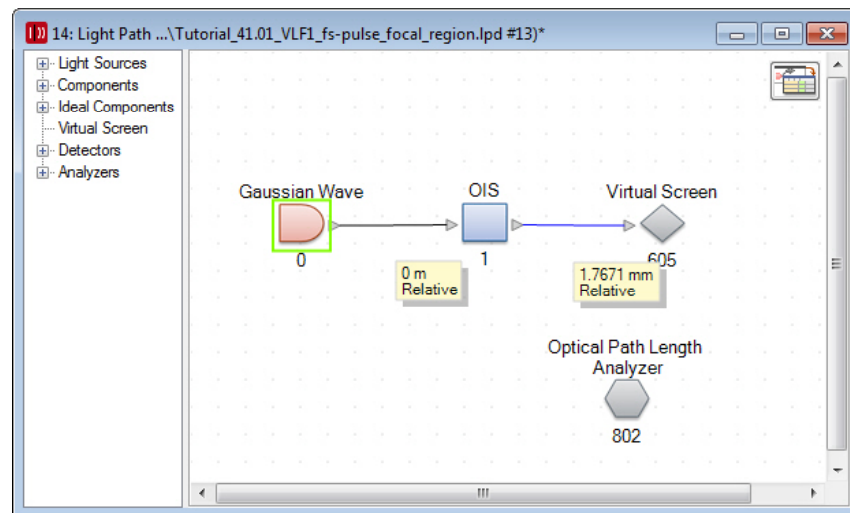 14: Light Path ...\Tutorial_41.01_VLF1_fs-pulse_focal_region.lpd #13)*
Light Sources
Components
Ideal Components
Virtual Screen
Detectors
Analyzers
Gaussian Wave
OIS
Virtual Screen
0
1
605
0 m
Relative
1.7671 mm
Relative
Optical Path Length
Analyzer
802